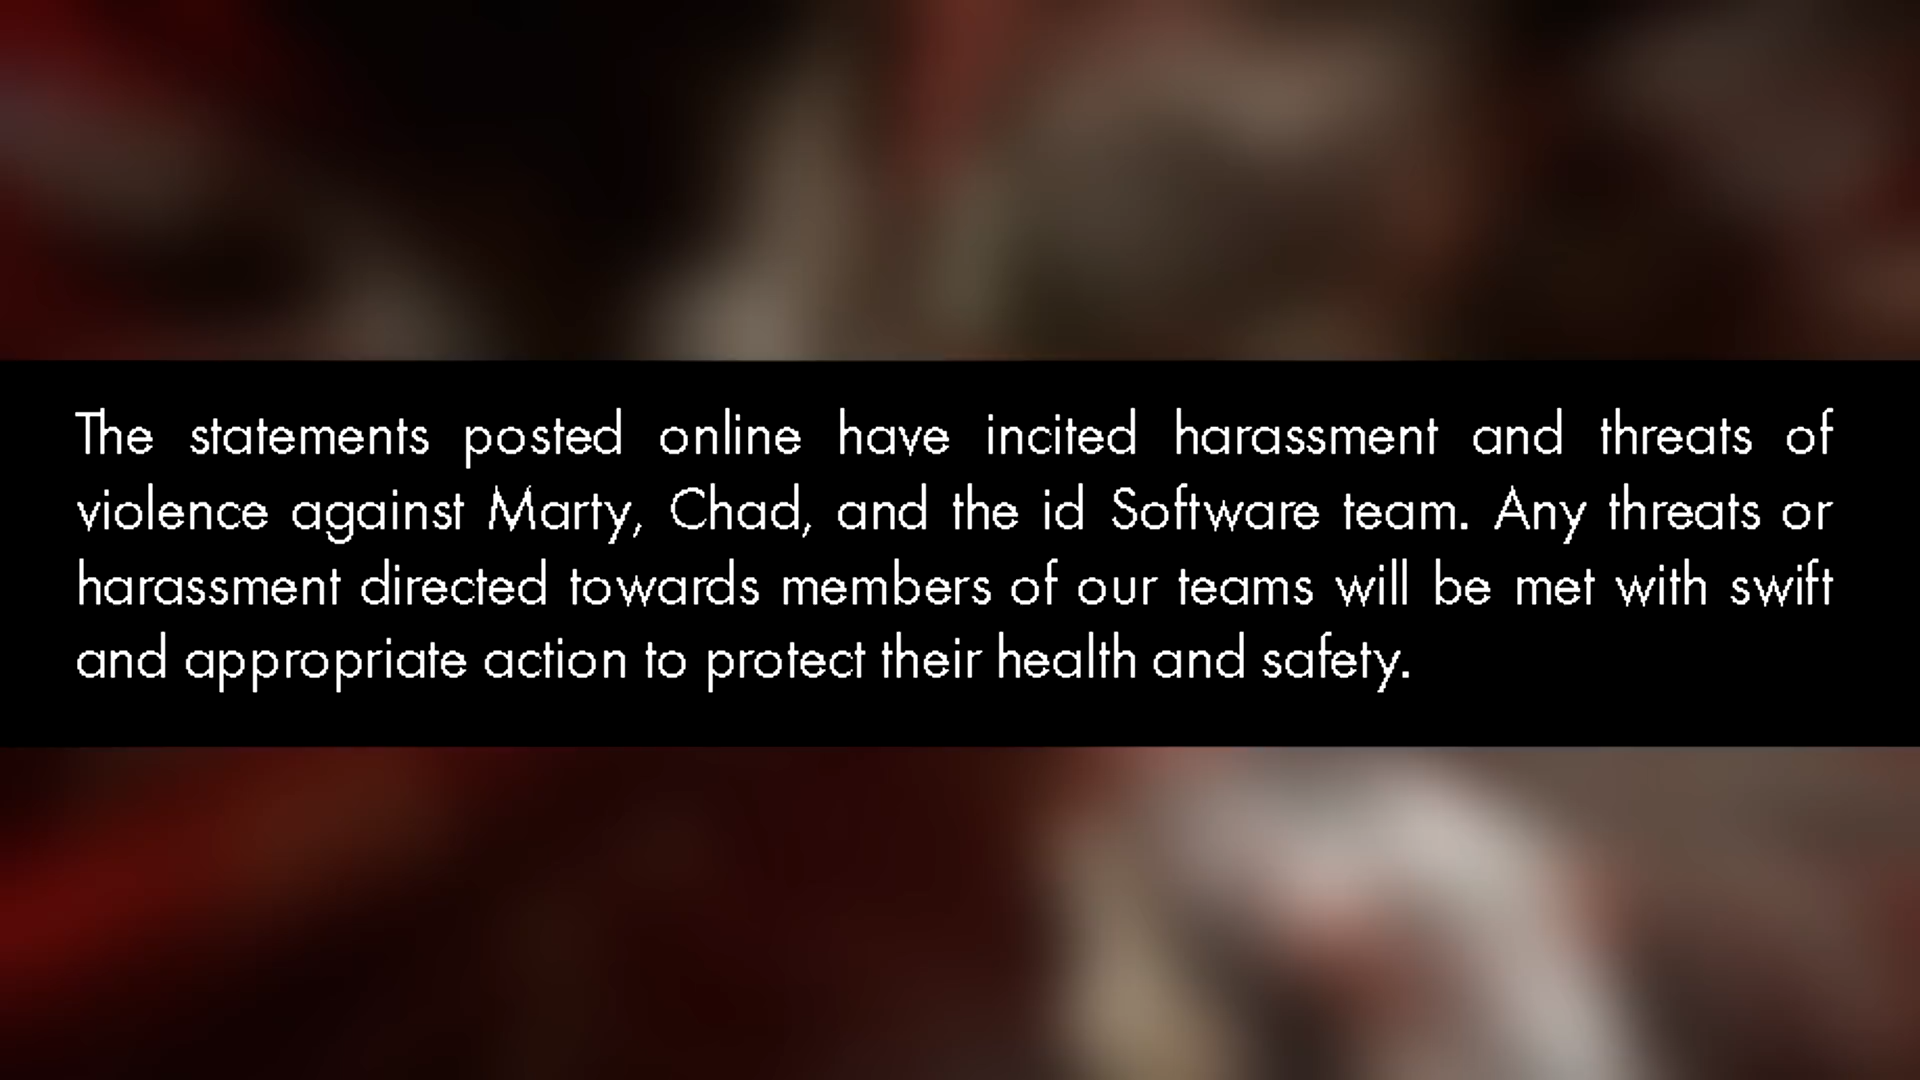 The statements posted online have incited harassment and threats of
violence against Marty, Chad, and the id Software team. Any threats or
harassment directed towards members of our teams will be met with swift
and appropriate action to protect their health and safety.